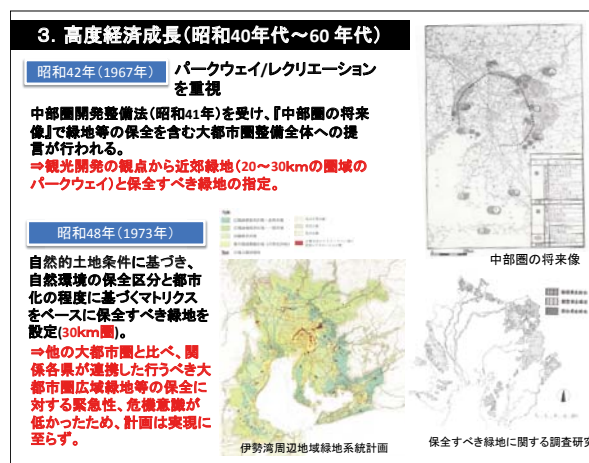 3．高度経済成長（昭和40年代～60年代）
昭和42年（1967年）
パークウェイ/レクリエーション
を重視
中部圏開発整備法（昭和41年）を受け、『中部圏の将来
像』で緑地等の保全を含む大都市圏整備全体への提
言が行われる。
⇒観光開発の観点から近郊緑地（20～30kmの圏域の
パークウェイ）と保全すべき緑地の指定。
中部圏の将来像
昭和48年（1973年）
自然的土地条件に基づき、
自然環境の保全区分と都市
化の程度に基づくマトリクス
をベースに保全すべき緑地を
設定(30km圏)。
⇒他の大都市圏と比べ、関
係各県が連携した行うべき大
都市圏広域緑地等の保全に
対する緊急性、危機意識が
低かったため、計画は実現に
至らず。
伊勢湾周辺地域緑地系統計画
保全すべき緑地に関する調査研究